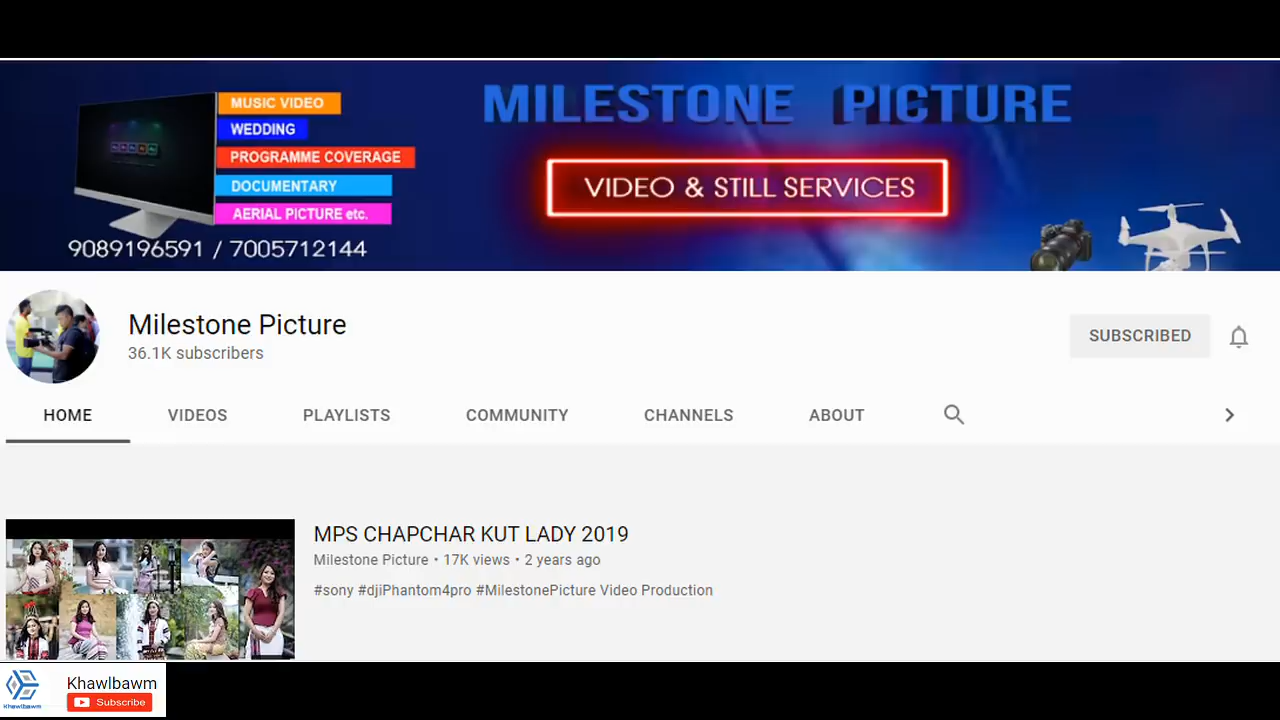 MILESTONE PICTURE
VIDEO & STILL SERVICES
MUSIC VIDEO
WEDDING
PROGRAMME COVERAGE
DOCUMENTARY
AERIAL PICTURE etc.
9089196591 / 7005712144
Milestone Picture
36.1K subscribers
SUBSCRIBED
HOME VIDEOS PLAYLISTS COMMUNITY CHANNELS ABOUT
MPS CHAPCHAR KUT LADY 2019
Milestone Picture • 17K views • 2 years ago
#sony #djiPhantom4pro #MilestonePicture Video Production
Khawlbawm
Subscribe
Khawlbawm